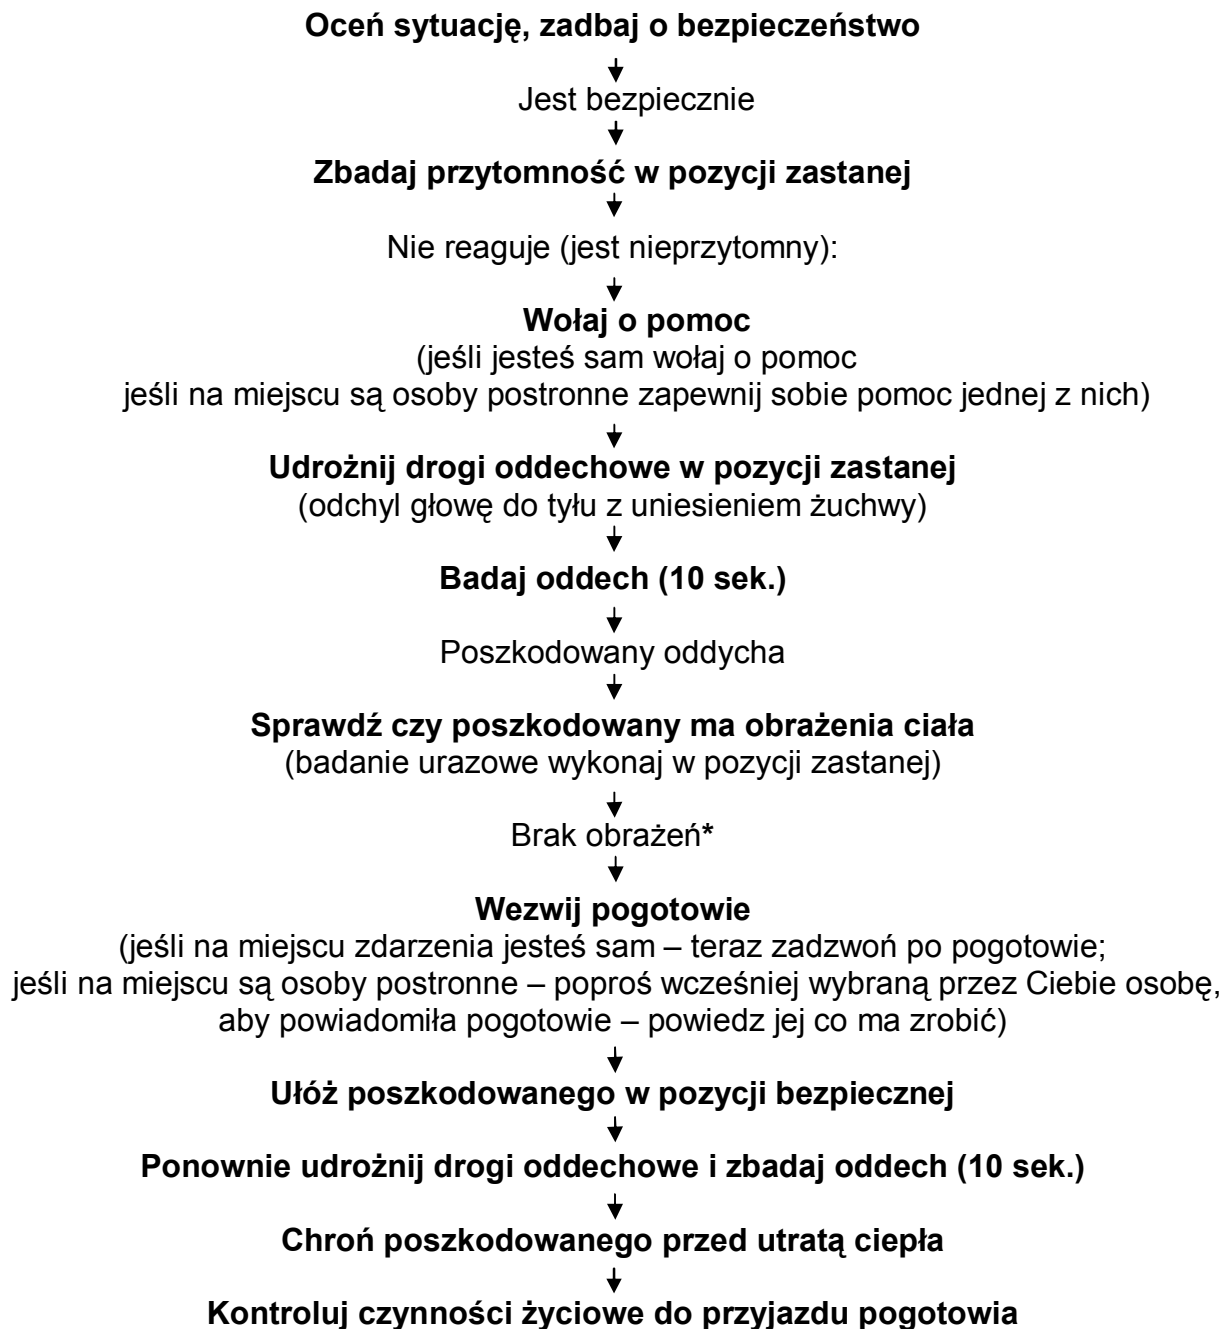 Oceń sytuację, zadbaj o bezpieczeństwo
Jest bezpiecznie
Zbadaj przytomność w pozycji zastanej
Nie reaguje (jest nieprzytomny):
Wołaj o pomoc
(jeśli jesteś sam wołaj o pomoc
jeśli na miejscu są osoby postronne zapewnij sobie pomoc jednej z nich)
Udrożnij drogi oddechowe w pozycji zastanej
(odchyl głowę do tyłu z uniesieniem żuchwy)
Badaj oddech (10 sek.)
Poszkodowany oddycha
Sprawdź czy poszkodowany ma obrażenia ciała
(badanie urazowe wykonaj w pozycji zastanej)
Brak obrażeń*
Wezwij pogotowie
(jeśli na miejscu zdarzenia jesteś sam – teraz zadzwoń po pogotowie;
jeśli na miejscu są osoby postronne – poproś wcześniej wybraną przez Ciebie osobę,
aby powiadomiła pogotowie – powiedz jej co ma zrobić)
Ułóż poszkodowanego w pozycji bezpiecznej
Ponownie udrożnij drogi oddechowe i zbadaj oddech (10 sek.)
Chroń poszkodowanego przed utratą ciepła
Kontroluj czynności życiowe do przyjazdu pogotowia